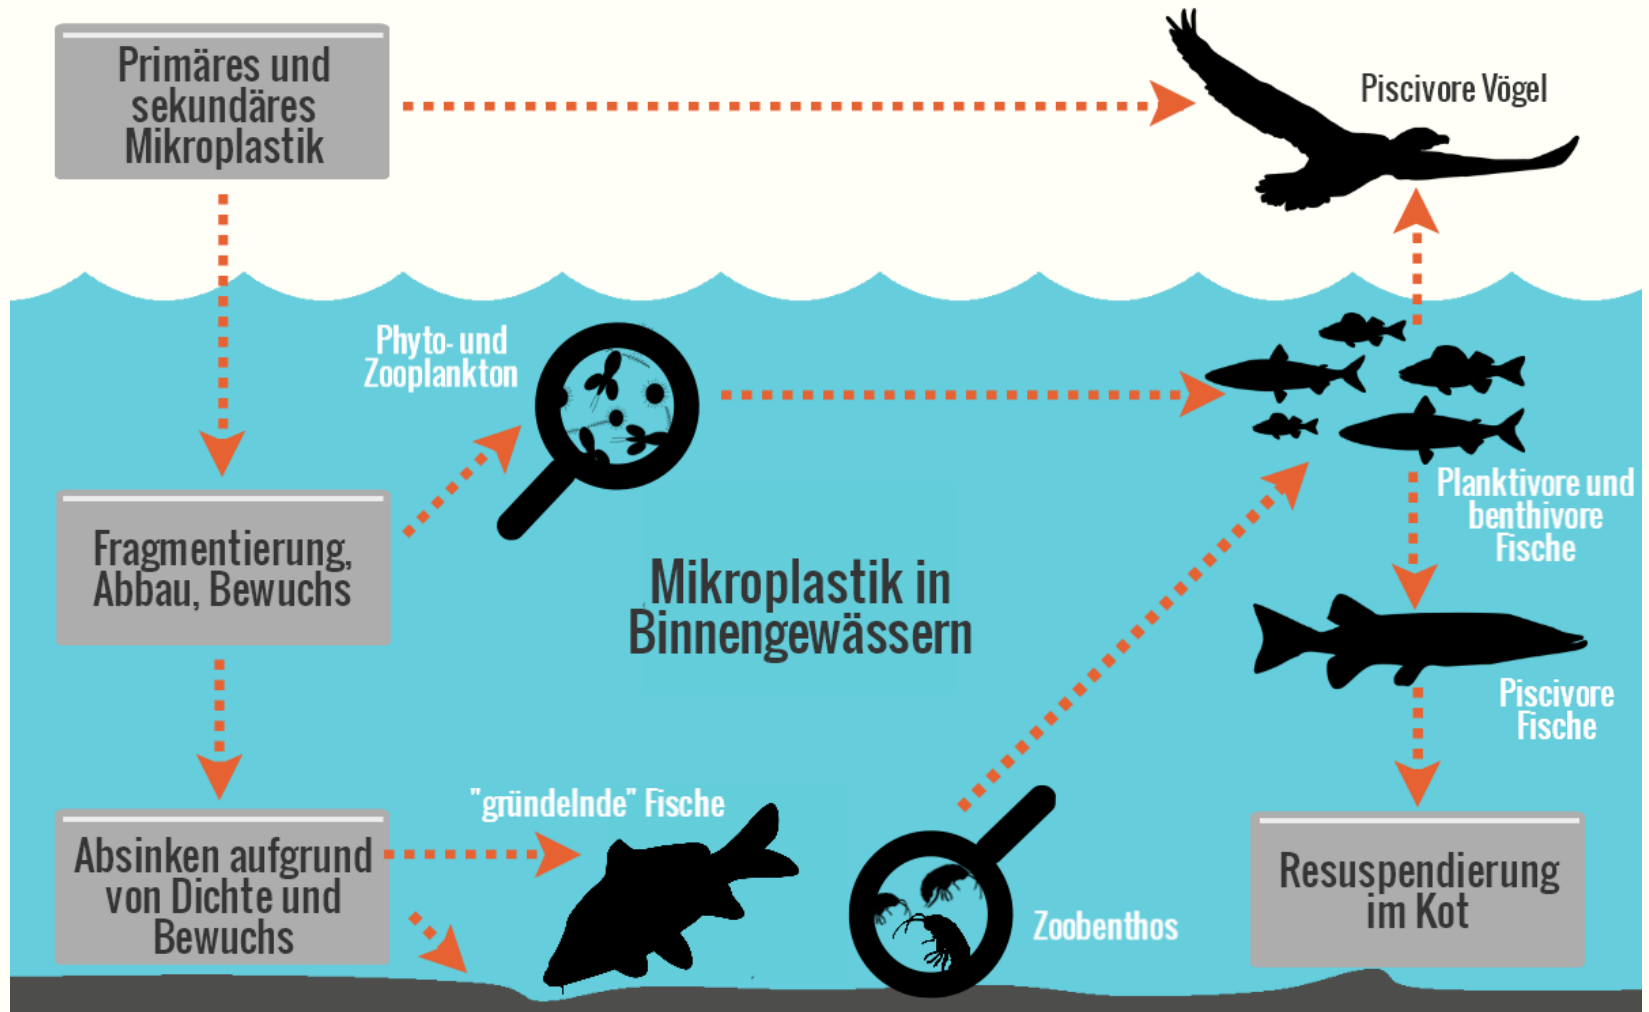 Primäres und
sekundäres
Mikroplastik
Piscivore Vögel
Phyto- und
Zooplankton
Planktivore und
benthivore
Fische
Fragmentierung,
Abbau, Bewuchs
Mikroplastik in
Binnengewässern
Piscivore
Fische
"gründelnde" Fische
Absinken aufgrund
von Dichte und
Bewuchs
Zoobenthos
Resuspendierung
im Kot